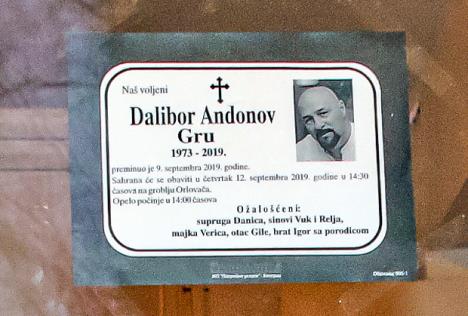 Naš voljeni
Dalibor Andonov
Gru
1973 - 2019.
preminuo je 9. septembra 2019. godine.
Sahrana će se obaviti u četvrtak 12. septembra 2019. godine u 14:30
časova na groblju Orlovača.
Opelo počinje u 14:00 časova
Ožalošćeni:
supruga Danica, sinovi Vuk i Relja,
majka Verica, otac Gile, brat Igor sa porodicom